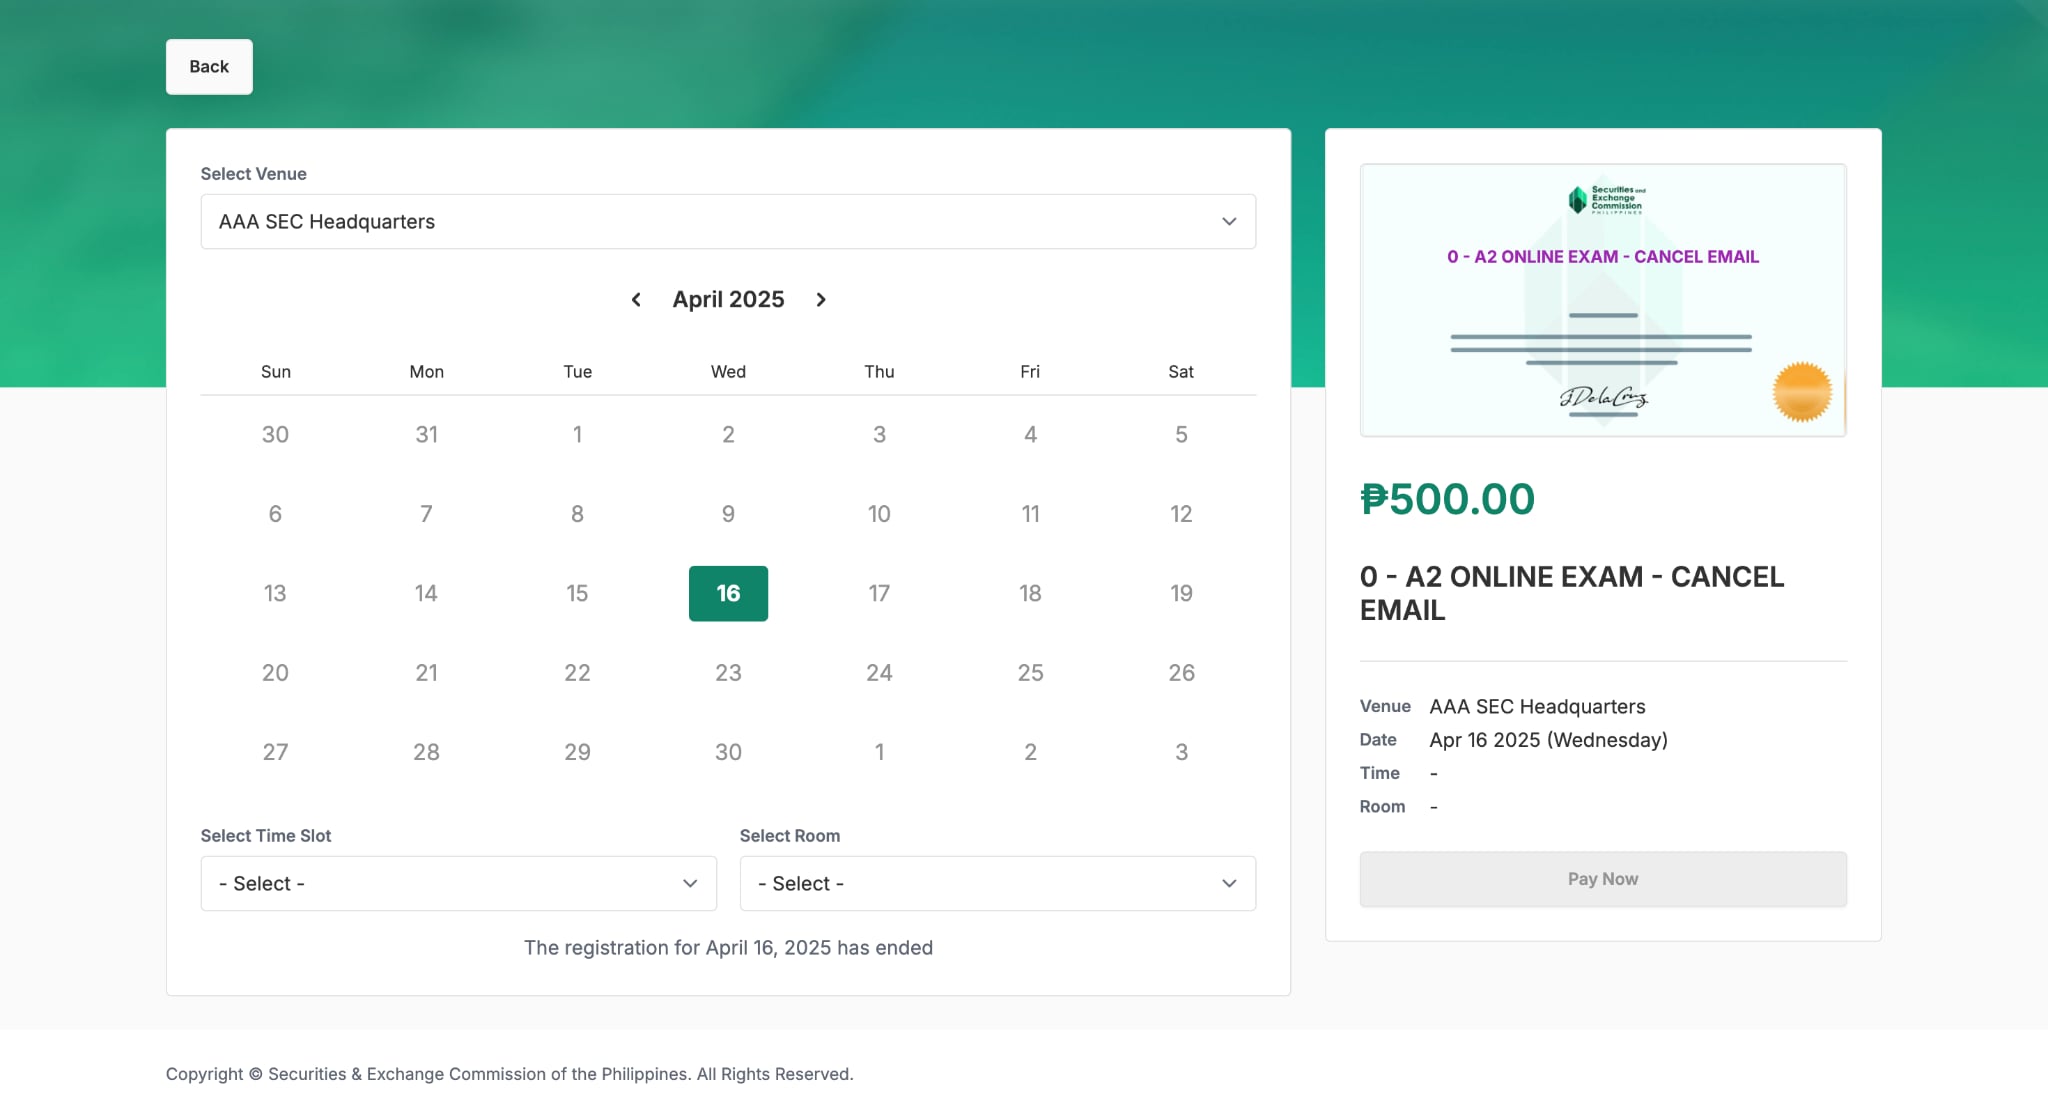 Back
Select Venue
AAA SEC Headquarters
April 2025
Sun Mon Tue Wed Thu Fri Sat
30 31 1 2 3 4 5
6 7 8 9 10 11 12
13 14 15 16 17 18 19
20 21 22 23 24 25 26
27 28 29 30 1 2 3
Select Time Slot
- Select -
Select Room
- Select -
The registration for April 16, 2025 has ended
Securities and
Exchange
Commission
PHILIPPINES
0 - A2 ONLINE EXAM - CANCEL EMAIL
JDelaCruz
₱500.00
0 - A2 ONLINE EXAM - CANCEL
EMAIL
Venue AAA SEC Headquarters
Date Apr 16 2025 (Wednesday)
Time -
Room -
Pay Now
Copyright © Securities & Exchange Commission of the Philippines. All Rights Reserved.